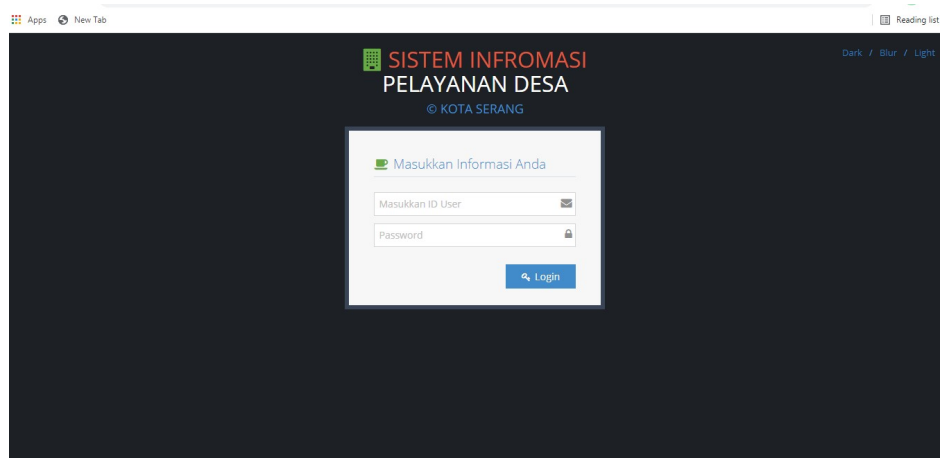 Apps New Tab Reading list
Dark / Blur / Light
SISTEM INFROMASI
PELAYANAN DESA
© KOTA SERANG
Masukkan Informasi Anda
Masukkan ID User
Password
Login